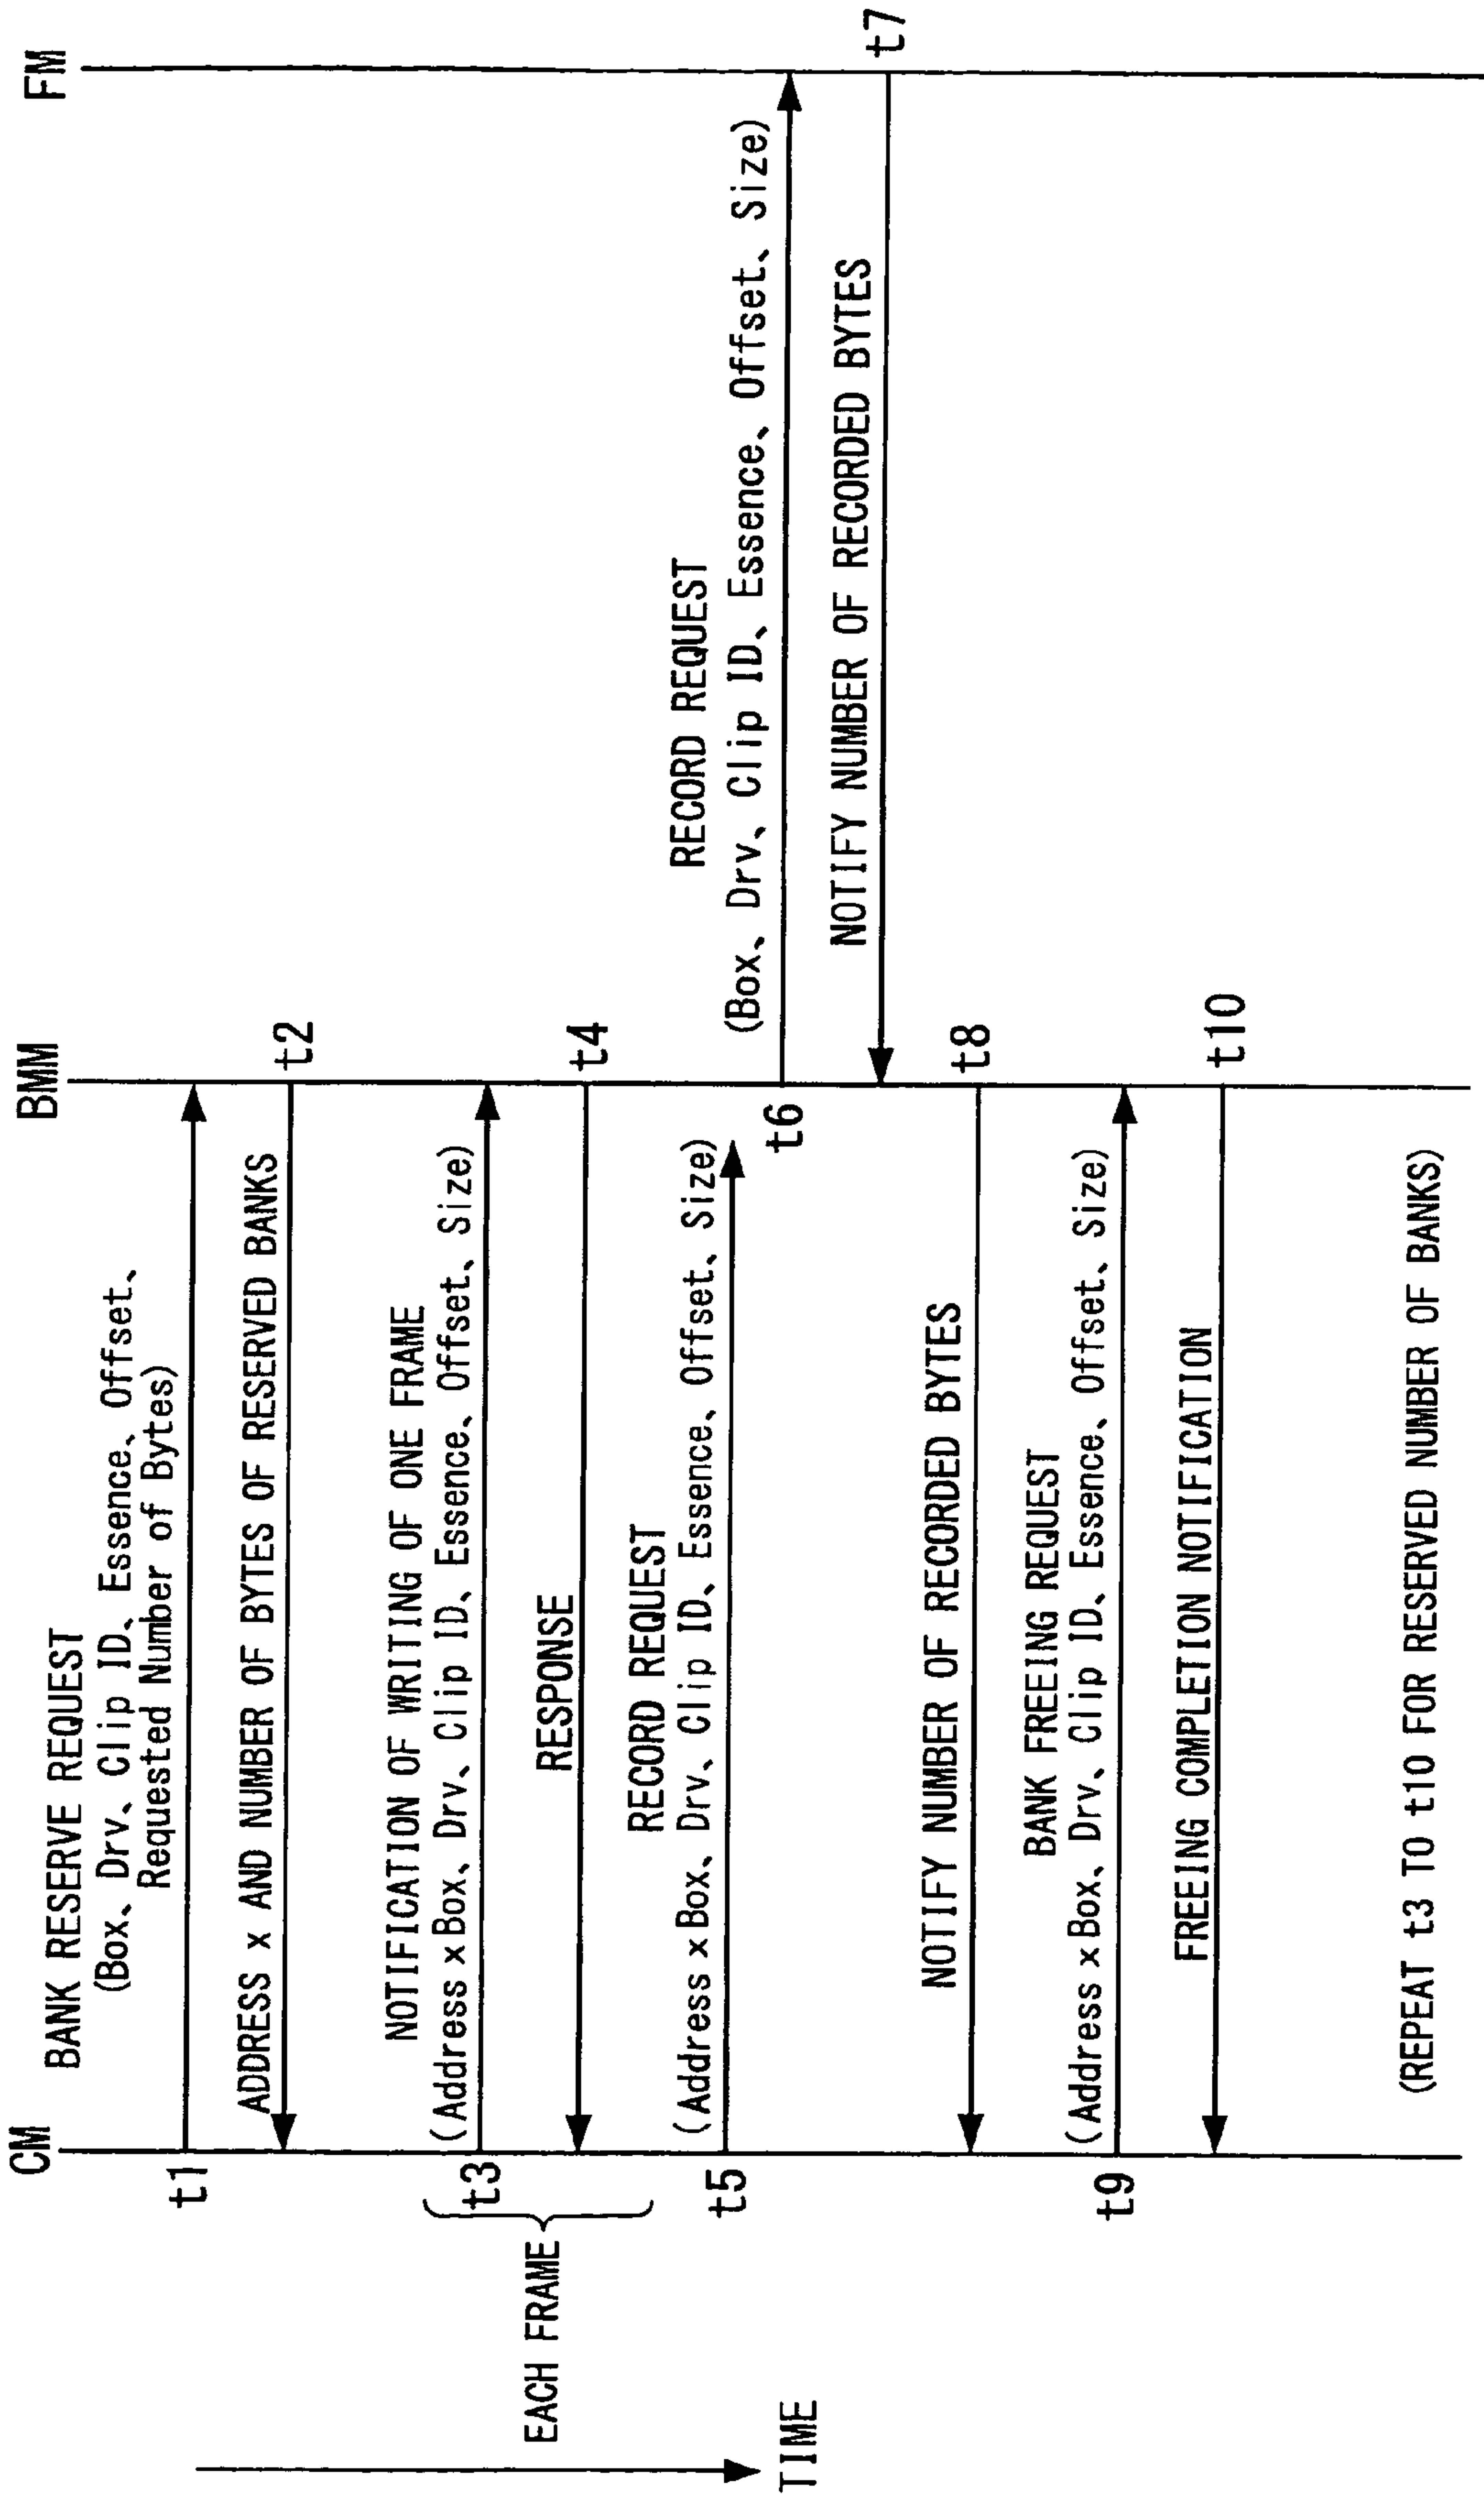 CM
BMM
FM
t1
BANK RESERVE REQUEST
(Box、Drv、Clip ID、Essence、Offset、
Requested Number of Bytes)
t2
ADDRESS x AND NUMBER OF BYTES OF RESERVED BANKS
EACH FRAME
t3
NOTIFICATION OF WRITING OF ONE FRAME
(Address x Box、Drv、Clip ID、Essence、Offset、Size)
t4
RESPONSE
t5
RECORD REQUEST
(Address x Box、Drv、Clip ID、Essence、Offset、Size)
t6
RECORD REQUEST
(Box、Drv、Clip ID、Essence、Offset、Size)
t7
NOTIFY NUMBER OF RECORDED BYTES
t8
NOTIFY NUMBER OF RECORDED BYTES
t9
BANK FREEING REQUEST
(Address x Box、Drv、Clip ID、Essence、Offset、Size)
t10
FREEING COMPLETION NOTIFICATION
(REPEAT t3 TO t10 FOR RESERVED NUMBER OF BANKS)
TIME